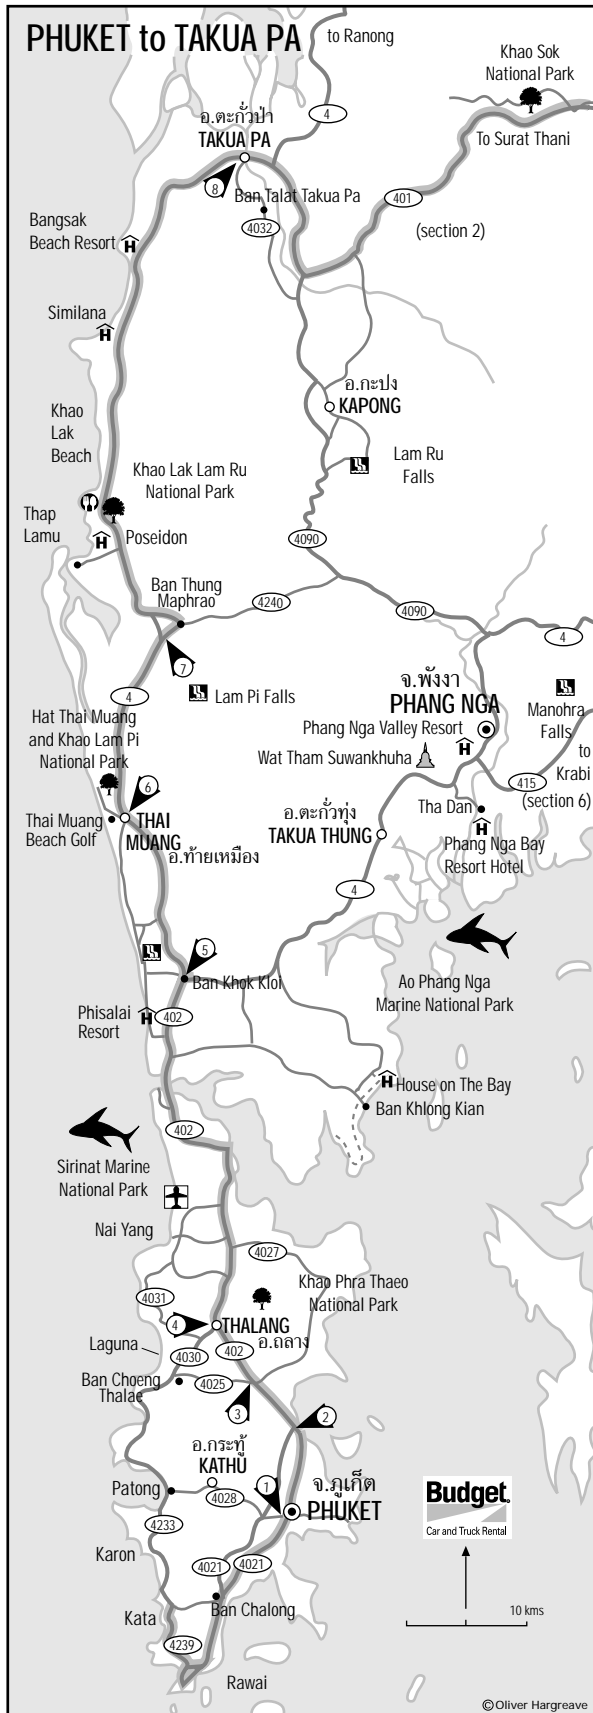 PHUKET to TAKUA PA
to Ranong
Khao Sok
National Park
4
อ.ตะกั่วป่า
TAKUA PA
To Surat Thani
8
Ban Talat Takua Pa
401
4032
(section 2)
Bangsak
Beach Resort
H
Similana
H
อ.กะปง
KAPONG
Khao
Lak
Beach
Lam Ru
Falls
Khao Lak Lam Ru
National Park
Thap
Lamu
H
Poseidon
4090
Ban Thung
Maphrao
4240
4090
4
7
จ.พังงา
PHANG NGA
4
Lam Pi Falls
Manohra
Falls
Hat Thai Muang
and Khao Lam Pi
National Park
Phang Nga Valley Resort
H
Wat Tham Suwankhuha
to
Krabi
415
(section 6)
6
Thai Muang
Beach Golf
THAI
MUANG
อ.ท้ายเหมือง
อ.ตะกั่วทุ่ง
TAKUA THUNG
Tha Dan
H
Phang Nga Bay
Resort Hotel
4
5
Ban Khok Kloi
Ao Phang Nga
Marine National Park
Phisalai
Resort
H
402
H
House on The Bay
Ban Khlong Kian
402
Sirinat Marine
National Park
Nai Yang
4027
4031
Khao Phra Thaeo
National Park
4
THALANG
อ.ถลาง
Laguna
4030
402
Ban Choeng
Thalae
4025
3
2
อ.กระทู้
KATHU
1
จ.ภูเก็ต
PHUKET
Patong
4028
Budget.
Car and Truck Rental
4233
Karon
4021
4021
Ban Chalong
Kata
10 kms
4239
Rawai
©Oliver Hargreave